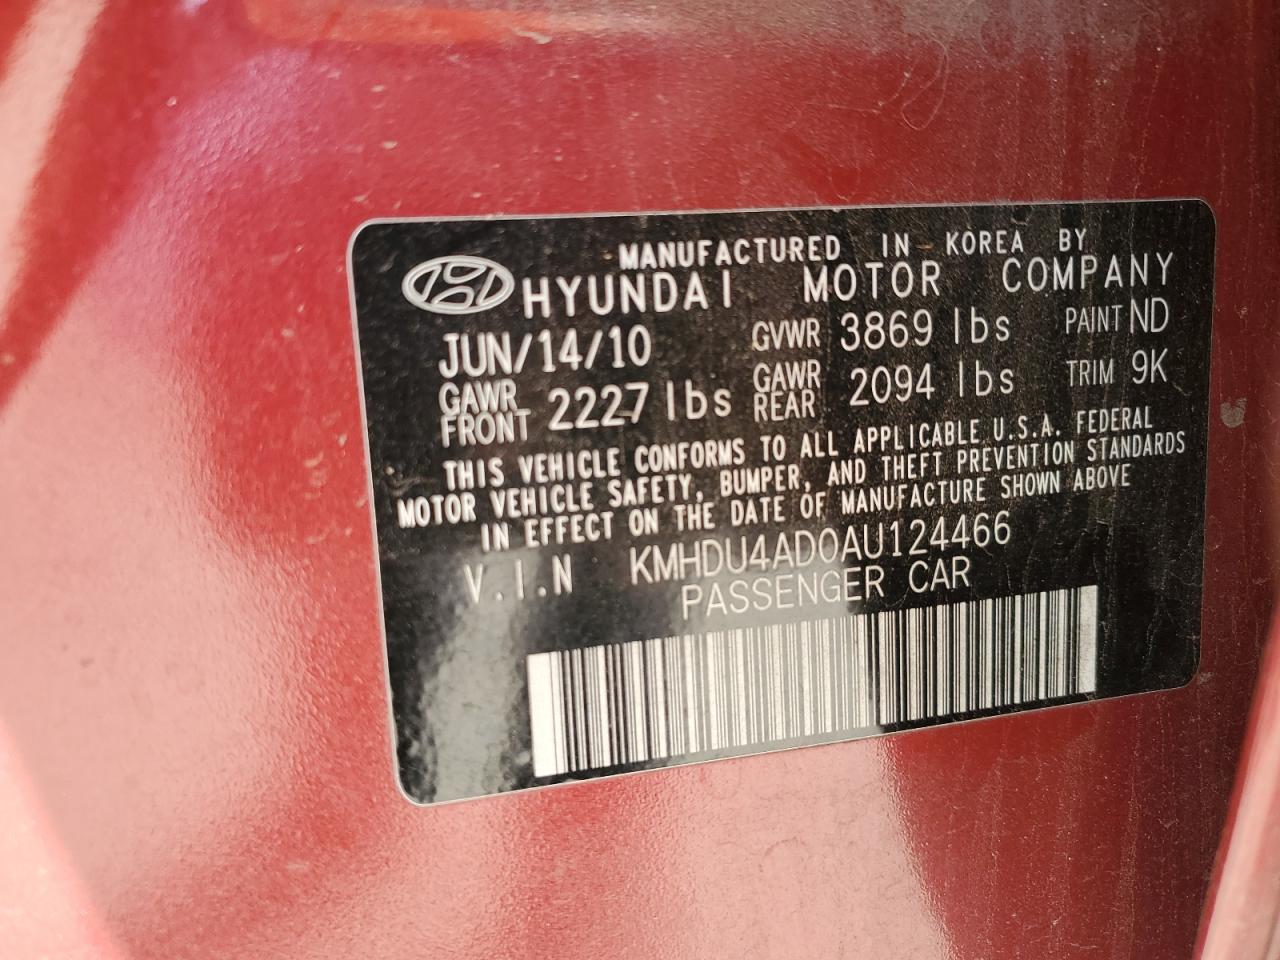 MANUFACTURED IN KOREA BY
HYUNDAI MOTOR COMPANY
JUN/14/10 GVWR 3869 lbs PAINT ND
GAWR FRONT 2227 lbs GAWR REAR 2094 lbs TRIM 9K
THIS VEHICLE CONFORMS TO ALL APPLICABLE U.S.A. FEDERAL
MOTOR VEHICLE SAFETY, BUMPER, AND THEFT PREVENTION STANDARDS
IN EFFECT ON THE DATE OF MANUFACTURE SHOWN ABOVE
V.I.N KMHDU4AD0AU124466
PASSENGER CAR